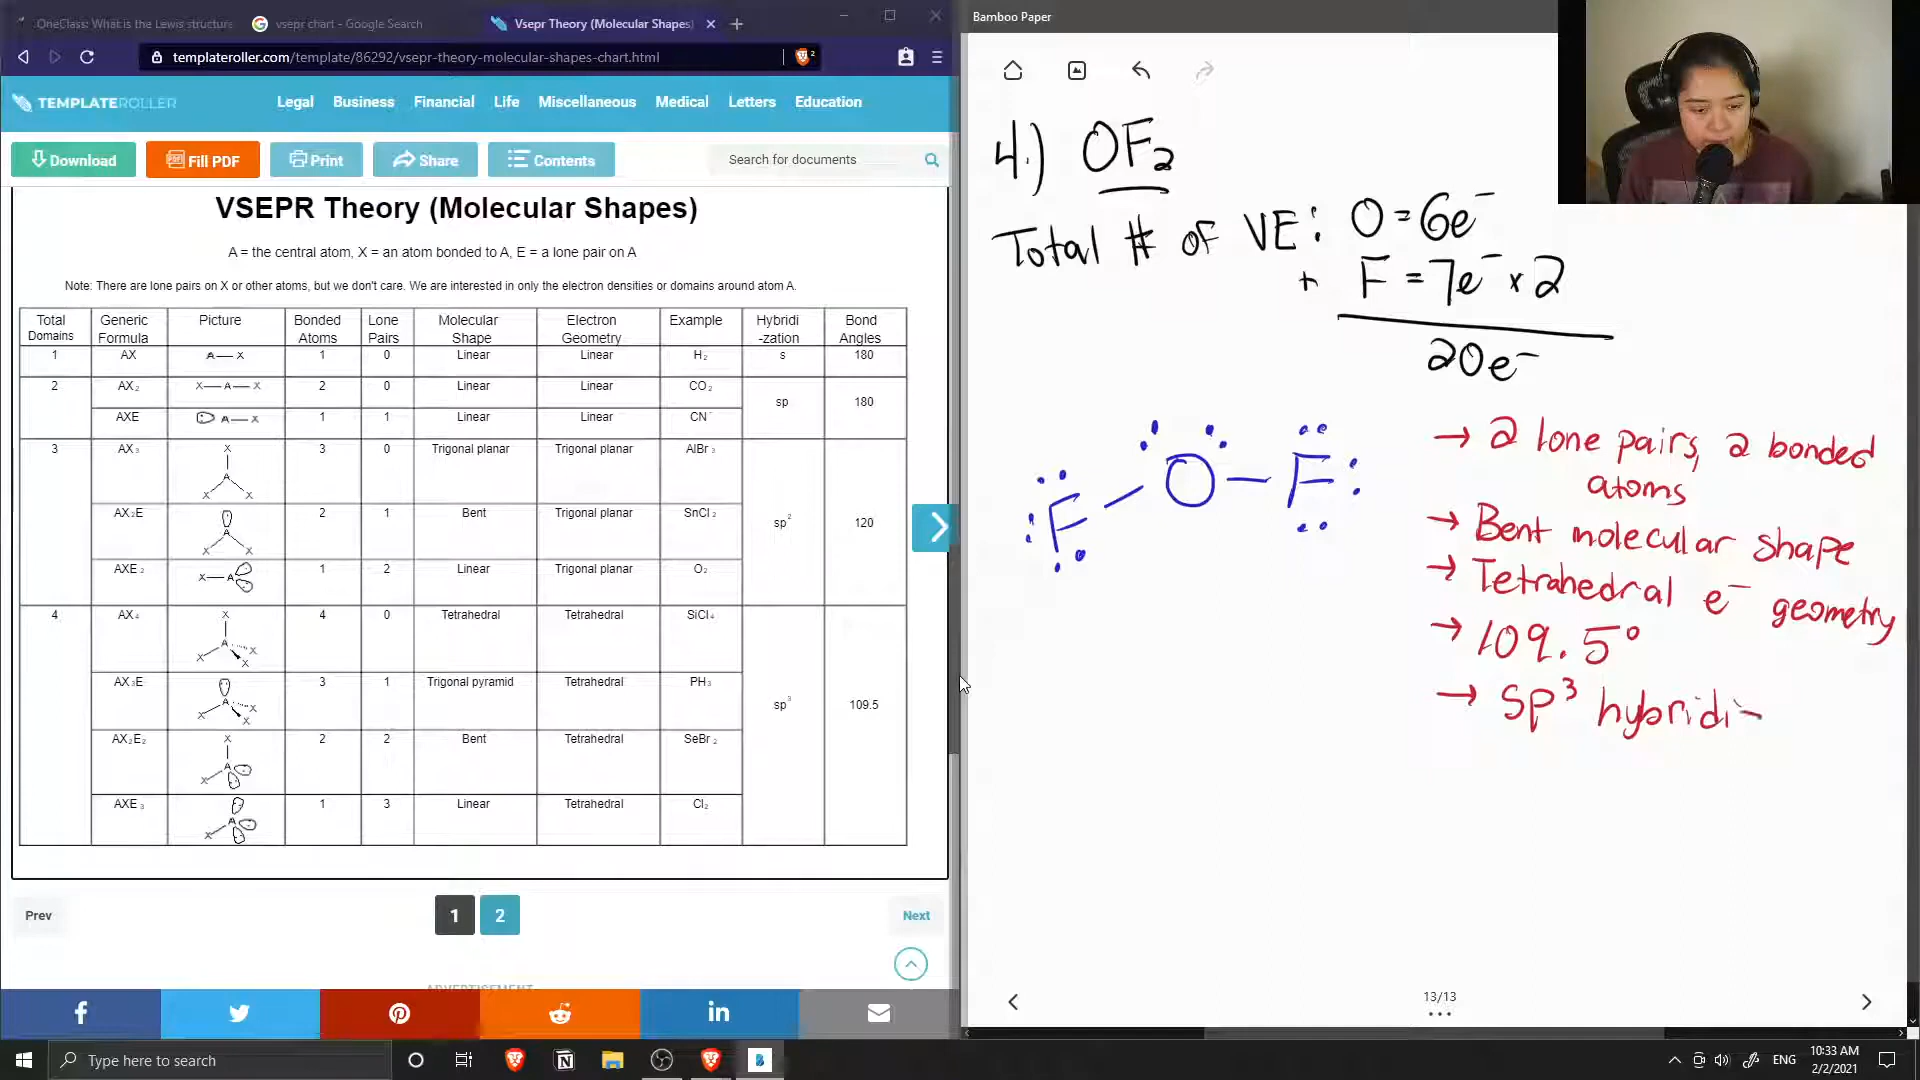 OneClass: What is the Lewis structure
vsepr chart - Google Search
Vsepr Theory (Molecular Shapes)
templateroller.com/template/86292/vsepr-theory-molecular-shapes-chart.html
2
TEMPLATEROLLER
Legal Business Financial Life Miscellaneous Medical Letters Education
Download
Fill PDF
Print
Share
Contents
Search for documents
VSEPR Theory (Molecular Shapes)
A = the central atom, X = an atom bonded to A, E = a lone pair on A
Note: There are lone pairs on X or other atoms, but we don't care. We are interested in only the electron densities or domains around atom A.
Total Domains Generic Formula Picture Bonded Atoms Lone Pairs Molecular Shape Electron Geometry Example Hybridi-zation Bond Angles
1 AX A—X 1 0 Linear Linear H₂ s 180
2 AX₂ X—A—X 2 0 Linear Linear CO₂ sp 180
AXE A—X 1 1 Linear Linear CN⁻
3 AX₃ X A X X 3 0 Trigonal planar Trigonal planar AlBr₃ sp² 120
AX₂E A X X 2 1 Bent Trigonal planar SnCl₂
AXE₂ X—A 1 2 Linear Trigonal planar O₂
4 AX₄ X A X X X 4 0 Tetrahedral Tetrahedral SiCl₄ sp³ 109.5
AX₃E A X X X 3 1 Trigonal pyramid Tetrahedral PH₃
AX₂E₂ X A X 2 2 Bent Tetrahedral SeBr₂
AXE₃ A X 1 3 Linear Tetrahedral Cl₂
Prev
1 2
Next
ADVERTISEMENT
Type here to search
Bamboo Paper
4.) OF₂
Total # of VE: O = 6e⁻
+ F = 7e⁻ x 2
20e⁻
F — O — F
→ 2 lone pairs, 2 bonded
atoms
→ Bent molecular shape
→ Tetrahedral e⁻ geometry
→ 109.5°
→ sp³ hybridi
13/13
ENG
10:33 AM
2/2/2021